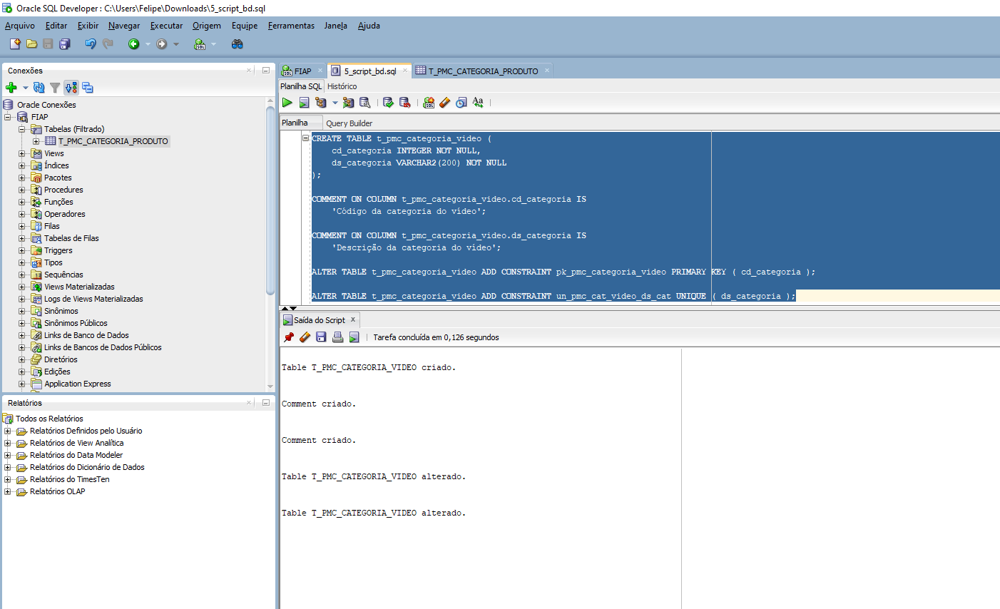 Oracle SQL Developer : C:\Users\Felipe\Downloads\5_script_bd.sql
Arquivo Editar Exibir Navegar Executar Origem Equipe Ferramentas Janela Ajuda
Conexões
Oracle Conexões
FIAP
Tabelas (Filtrado)
T_PMC_CATEGORIA_PRODUTO
Views
Índices
Pacotes
Procedures
Funções
Operadores
Filas
Tabelas de Filas
Triggers
Tipos
Sequências
Views Materializadas
Logs de Views Materializadas
Sinônimos
Sinônimos Públicos
Links de Banco de Dados
Links de Bancos de Dados Públicos
Diretórios
Edições
Application Express
Relatórios
Todos os Relatórios
Relatórios Definidos pelo Usuário
Relatórios de View Analítica
Relatórios do Data Modeler
Relatórios do Dicionário de Dados
Relatórios do TimesTen
Relatórios OLAP
FIAP 5_script_bd.sql T_PMC_CATEGORIA_PRODUTO
Planilha SQL Histórico
Planilha Query Builder
CREATE TABLE t_pmc_categoria_video (
cd_categoria INTEGER NOT NULL,
ds_categoria VARCHAR2(200) NOT NULL
);
COMMENT ON COLUMN t_pmc_categoria_video.cd_categoria IS
'Código da categoria do vídeo';
COMMENT ON COLUMN t_pmc_categoria_video.ds_categoria IS
'Descrição da categoria do vídeo';
ALTER TABLE t_pmc_categoria_video ADD CONSTRAINT pk_pmc_categoria_video PRIMARY KEY ( cd_categoria );
ALTER TABLE t_pmc_categoria_video ADD CONSTRAINT un_pmc_cat_video_ds_cat UNIQUE ( ds_categoria );
Saída do Script
Tarefa concluída em 0,126 segundos
Table T_PMC_CATEGORIA_VIDEO criado.
Comment criado.
Comment criado.
Table T_PMC_CATEGORIA_VIDEO alterado.
Table T_PMC_CATEGORIA_VIDEO alterado.